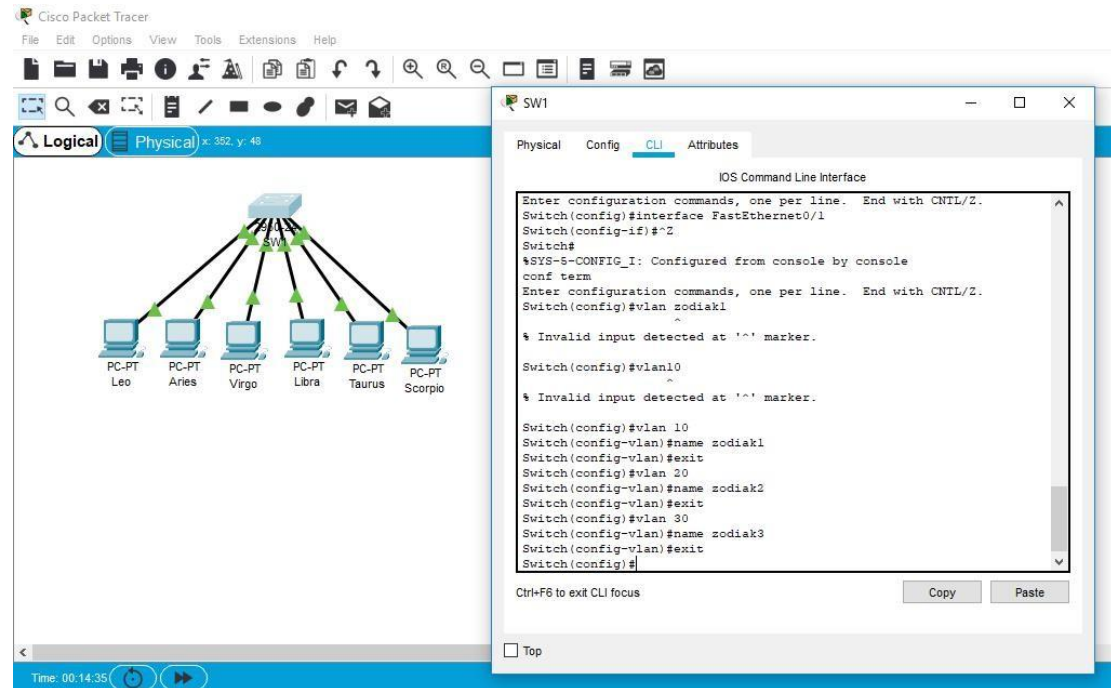 Cisco Packet Tracer
File Edit Options View Tools Extensions Help
Logical
Physical
x: 352, y: 48
SW1
PC-PT
Leo
PC-PT
Aries
PC-PT
Virgo
PC-PT
Libra
PC-PT
Taurus
PC-PT
Scorpio
SW1
Physical Config CLI Attributes
IOS Command Line Interface
Enter configuration commands, one per line. End with CNTL/Z.
Switch(config)#interface FastEthernet0/1
Switch(config-if)#^Z
Switch#
%SYS-5-CONFIG_I: Configured from console by console
conf term
Enter configuration commands, one per line. End with CNTL/Z.
Switch(config)#vlan zodiak1
^
% Invalid input detected at '^' marker.
Switch(config)#vlan10
^
% Invalid input detected at '^' marker.
Switch(config)#vlan 10
Switch(config-vlan)#name zodiak1
Switch(config-vlan)#exit
Switch(config)#vlan 20
Switch(config-vlan)#name zodiak2
Switch(config-vlan)#exit
Switch(config)#vlan 30
Switch(config-vlan)#name zodiak3
Switch(config-vlan)#exit
Switch(config)#
Ctrl+F6 to exit CLI focus
Copy
Paste
Top
Time: 00:14:35